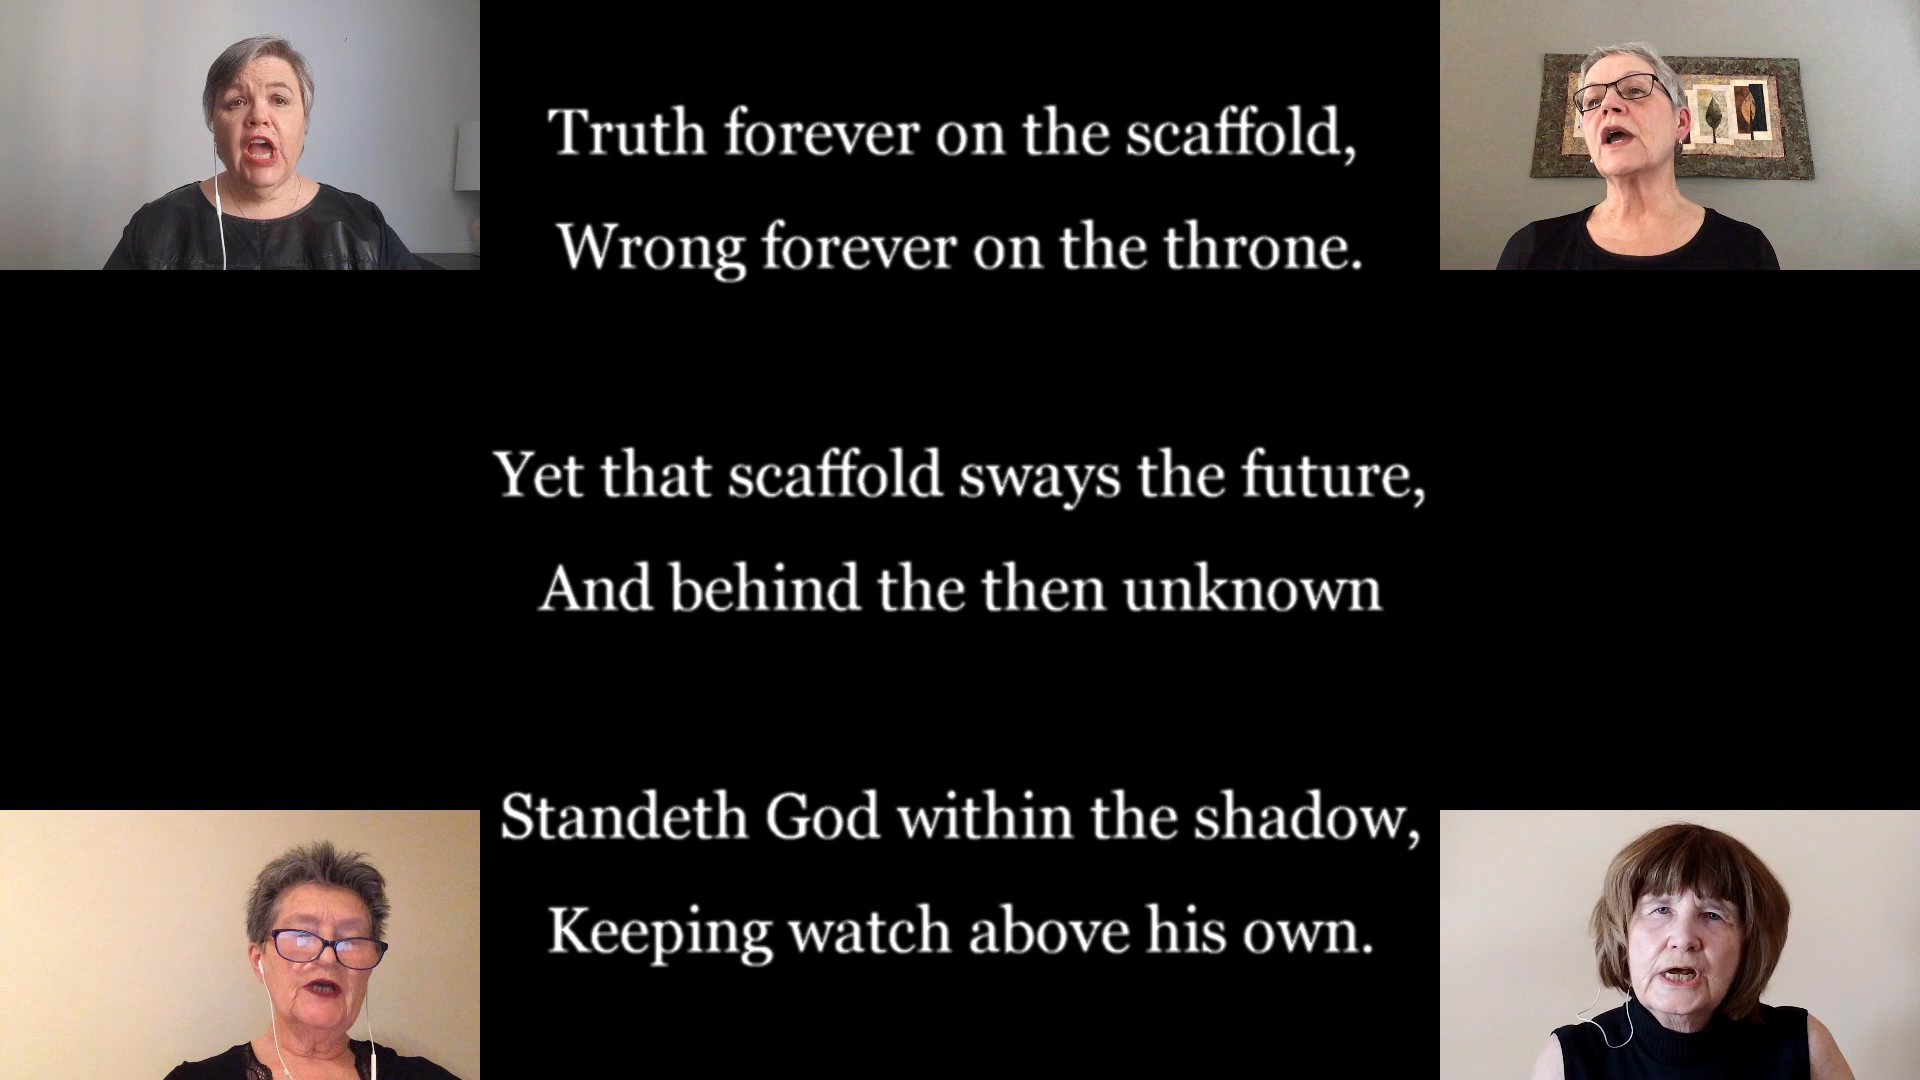 Truth forever on the scaffold,
Wrong forever on the throne.
Yet that scaffold sways the future,
And behind the then unknown
Standeth God within the shadow,
Keeping watch above his own.